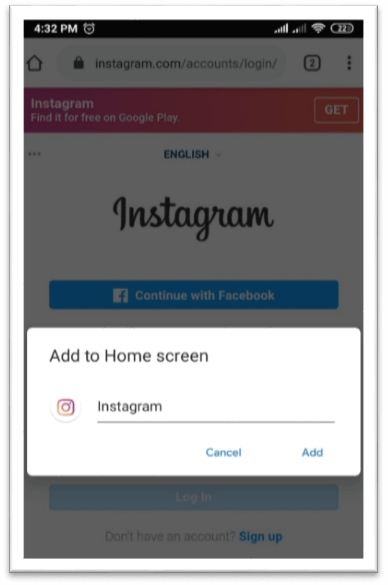 4:32 PM
22
instagram.com/accounts/login/
2
Instagram
Find it for free on Google Play.
GET
ENGLISH
Instagram
Continue with Facebook
Add to Home screen
Instagram
Cancel Add
Log In
Don't have an account? Sign up